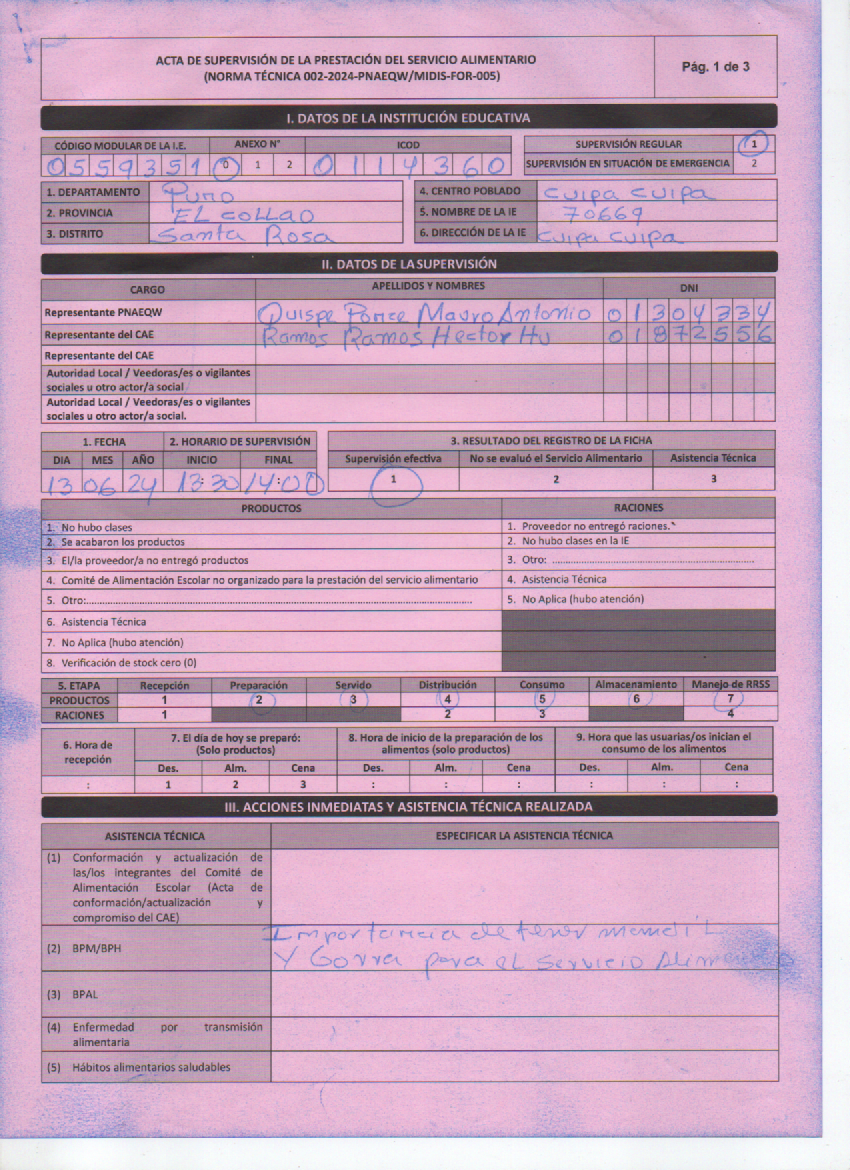 ACTA DE SUPERVISIÓN DE LA PRESTACIÓN DEL SERVICIO ALIMENTARIO
(NORMA TÉCNICA 002-2024-PNAEQW/MIDIS-FOR-005)
Pág. 1 de 3
I. DATOS DE LA INSTITUCIÓN EDUCATIVA
CÓDIGO MODULAR DE LA I.E. ANEXO N° ICOD SUPERVISIÓN REGULAR 1
0559351 0 1 2 0114360 SUPERVISIÓN EN SITUACIÓN DE EMERGENCIA 2
1. DEPARTAMENTO Puno 4. CENTRO POBLADO cuipa cuipa
2. PROVINCIA EL COLLAO 5. NOMBRE DE LA IE 70669
3. DISTRITO Santa Rosa 6. DIRECCIÓN DE LA IE cuipa cuipa
II. DATOS DE LA SUPERVISIÓN
CARGO APELLIDOS Y NOMBRES DNI
Representante PNAEQW Quispe Ponce Mauro Antonio 01304334
Representante del CAE Ramos Ramos Hector Hu 01872556
Representante del CAE
Autoridad Local / Veedoras/es o vigilantes
sociales u otro actor/a social
Autoridad Local / Veedoras/es o vigilantes
sociales u otro actor/a social.
1. FECHA 2. HORARIO DE SUPERVISIÓN 3. RESULTADO DEL REGISTRO DE LA FICHA
DIA MES AÑO INICIO FINAL Supervisión efectiva No se evaluó el Servicio Alimentario Asistencia Técnica
13 06 24 13:30 14:00 1 2 3
PRODUCTOS RACIONES
1. No hubo clases 1. Proveedor no entregó raciones.
2. Se acabaron los productos 2. No hubo clases en la IE
3. El/la proveedor/a no entregó productos 3. Otro: ..........
4. Comité de Alimentación Escolar no organizado para la prestación del servicio alimentario 4. Asistencia Técnica
5. Otro:.......... 5. No Aplica (hubo atención)
6. Asistencia Técnica
7. No Aplica (hubo atención)
8. Verificación de stock cero (0)
5. ETAPA Recepción Preparación Servido Distribución Consumo Almacenamiento Manejo de RRSS
PRODUCTOS 1 2 3 4 5 6 7
RACIONES 1 2 3 4
6. Hora de recepción 7. El día de hoy se preparó: (Solo productos) 8. Hora de inicio de la preparación de los alimentos (solo productos) 9. Hora que las usuarias/os inician el consumo de los alimentos
Des. Alm. Cena Des. Alm. Cena Des. Alm. Cena
: 1 2 3 : : : : : :
III. ACCIONES INMEDIATAS Y ASISTENCIA TÉCNICA REALIZADA
ASISTENCIA TÉCNICA ESPECIFICAR LA ASISTENCIA TÉCNICA
(1) Conformación y actualización de
las/los integrantes del Comité de
Alimentación Escolar (Acta de
conformación/actualización y
compromiso del CAE)
Importancia de tener mandil
(2) BPM/BPH
Y Gorra para el Servicio
(3) BPAL
(4) Enfermedad por transmisión
alimentaria
(5) Hábitos alimentarios saludables